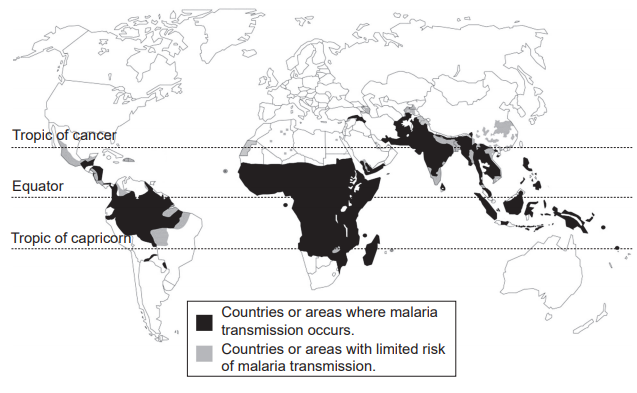 Tropic of cancer
Equator
Tropic of capricorn
Countries or areas where malaria
transmission occurs.
Countries or areas with limited risk
of malaria transmission.